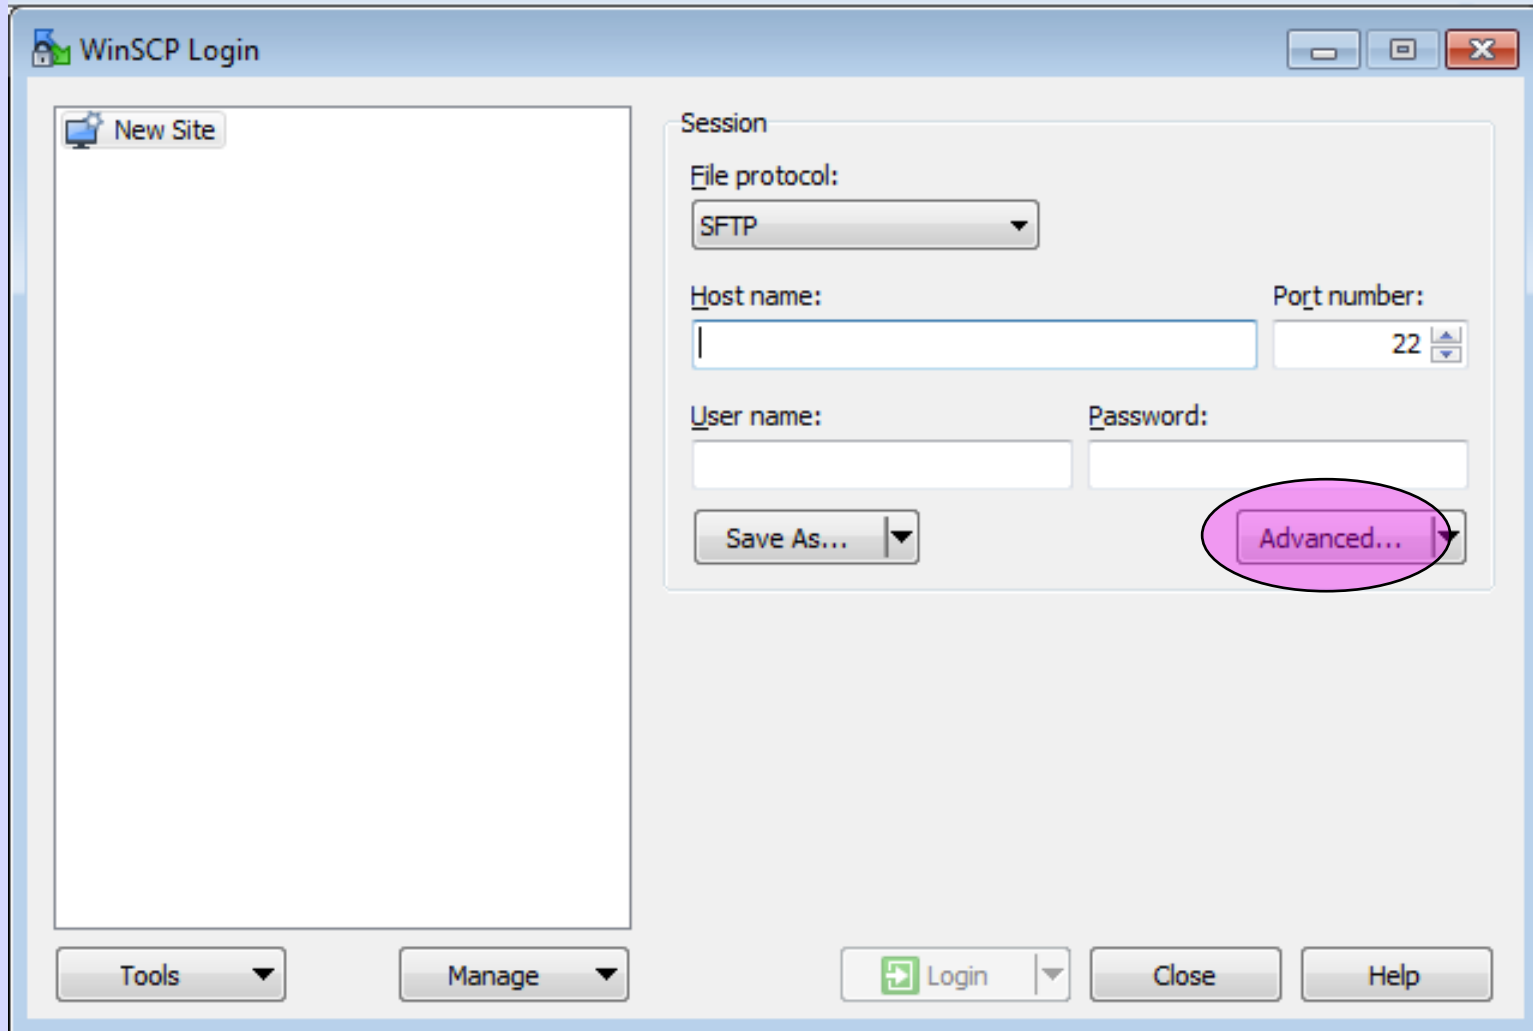 WinSCP Login
New Site
Session
File protocol:
SFTP
Host name:
Port number:
22
User name:
Password:
Save As...
Advanced...
Tools
Manage
Login
Close
Help